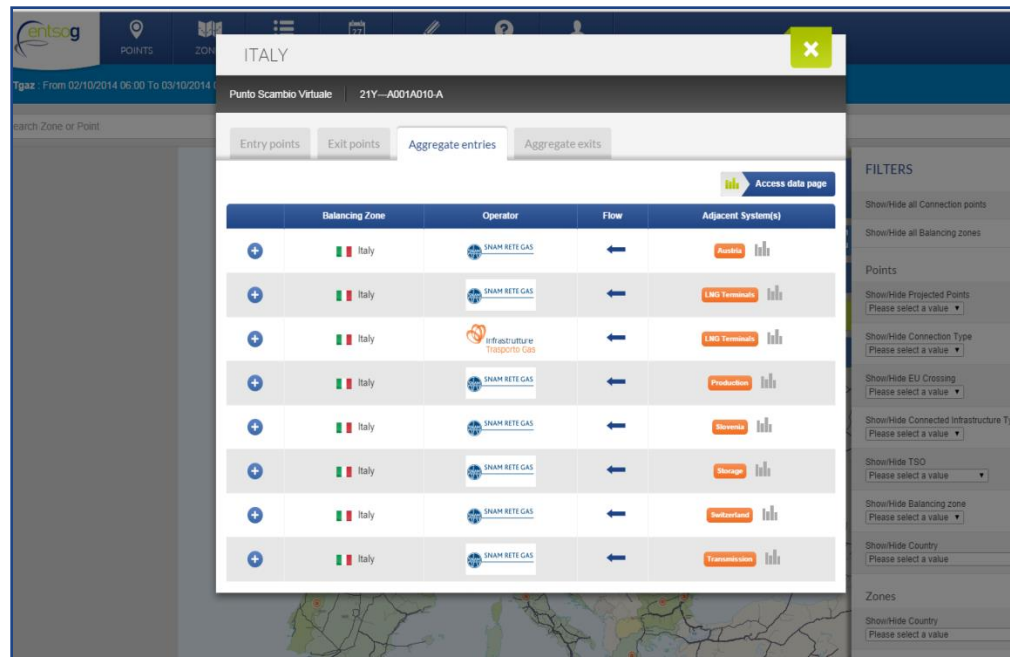 entsog
POINTS
Tgaz : From 02/10/2014 06:00 To 03/10/2014
earch Zone or Point
ITALY
Punto Scambio Virtuale 21Y---A001A010-A
Entry points Exit points Aggregate entries Aggregate exits
Access data page
Balancing Zone Operator Flow Adjacent System(s)
Italy SNAM RETE GAS Austria
Italy SNAM RETE GAS LNG Terminals
Italy Infrastrutture Trasporto Gas LNG Terminals
Italy SNAM RETE GAS Production
Italy SNAM RETE GAS Slovenia
Italy SNAM RETE GAS Storage
Italy SNAM RETE GAS Switzerland
Italy SNAM RETE GAS Transmission
FILTERS
Show/Hide all Connection points
Show/Hide all Balancing zones
Points
Show/Hide Projected Points
Please select a value
Show/Hide Connection Type
Please select a value
Show/Hide EU Crossing
Please select a value
Show/Hide Connected Infrastructure Ty
Please select a value
Show/Hide TSO
Please select a value
Show/Hide Balancing zone
Please select a value
Show/Hide Country
Please select a value
Zones
Show/Hide Country
Please select a value